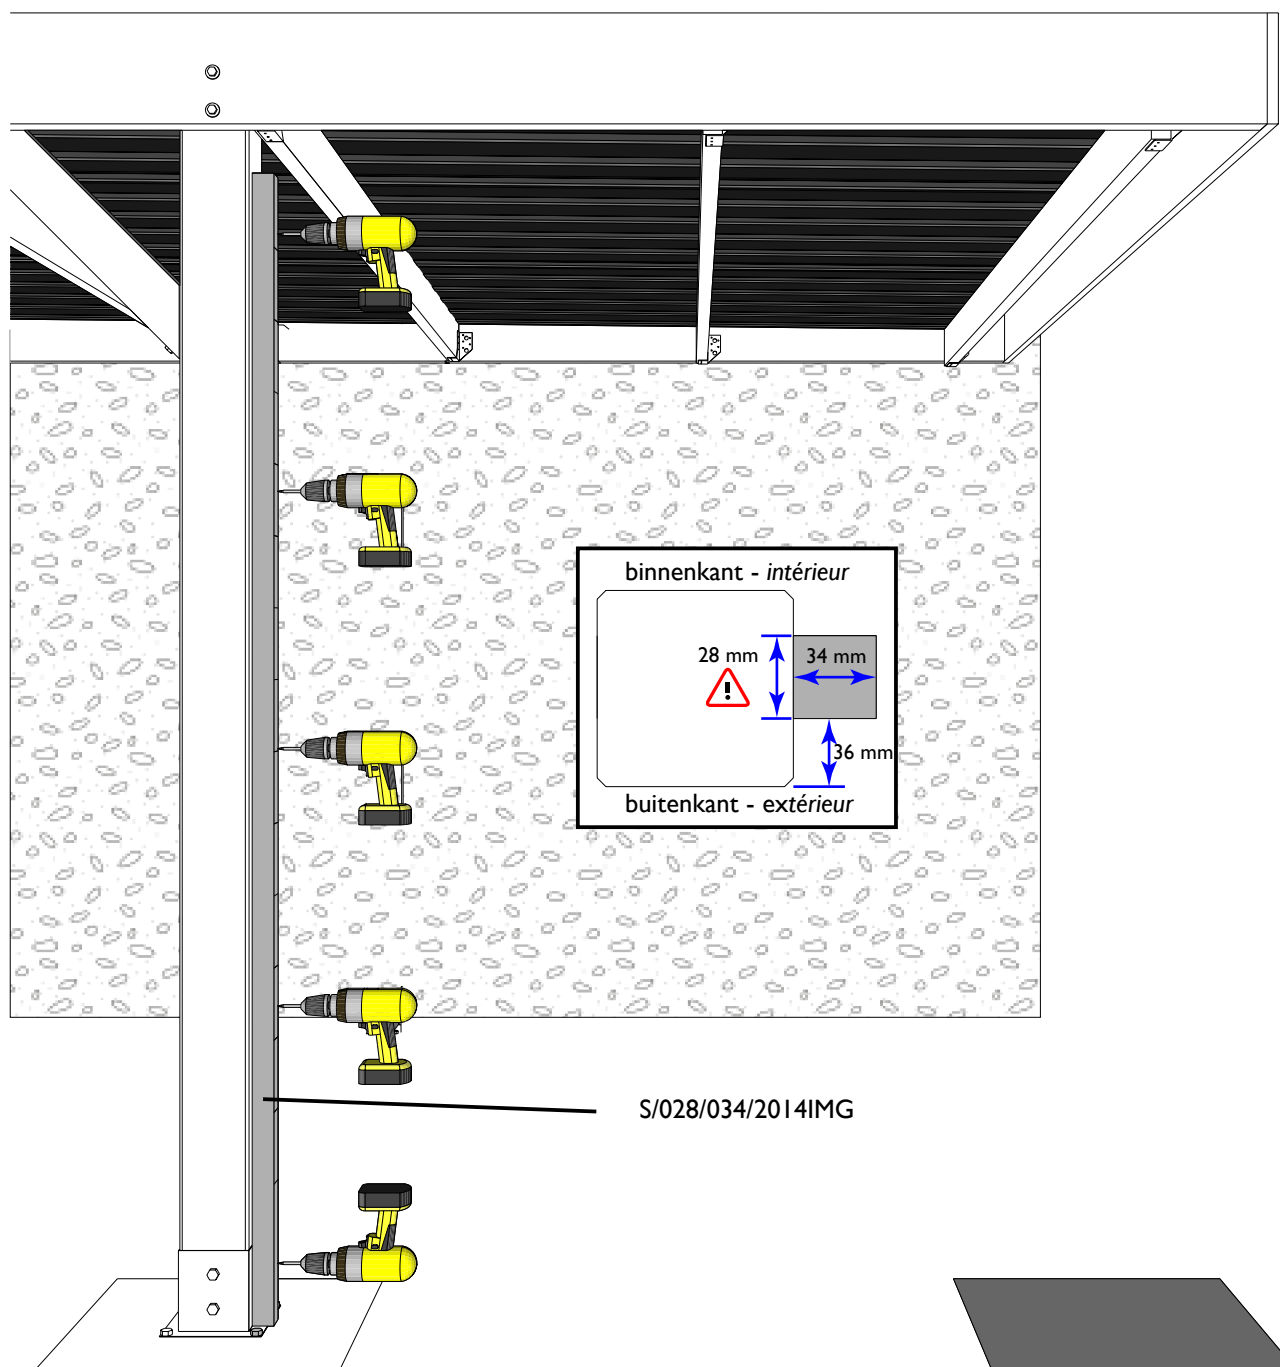 binnenkant - intérieur
28 mm
34 mm
36 mm
buitenkant - extérieur
S/028/034/2014IMG